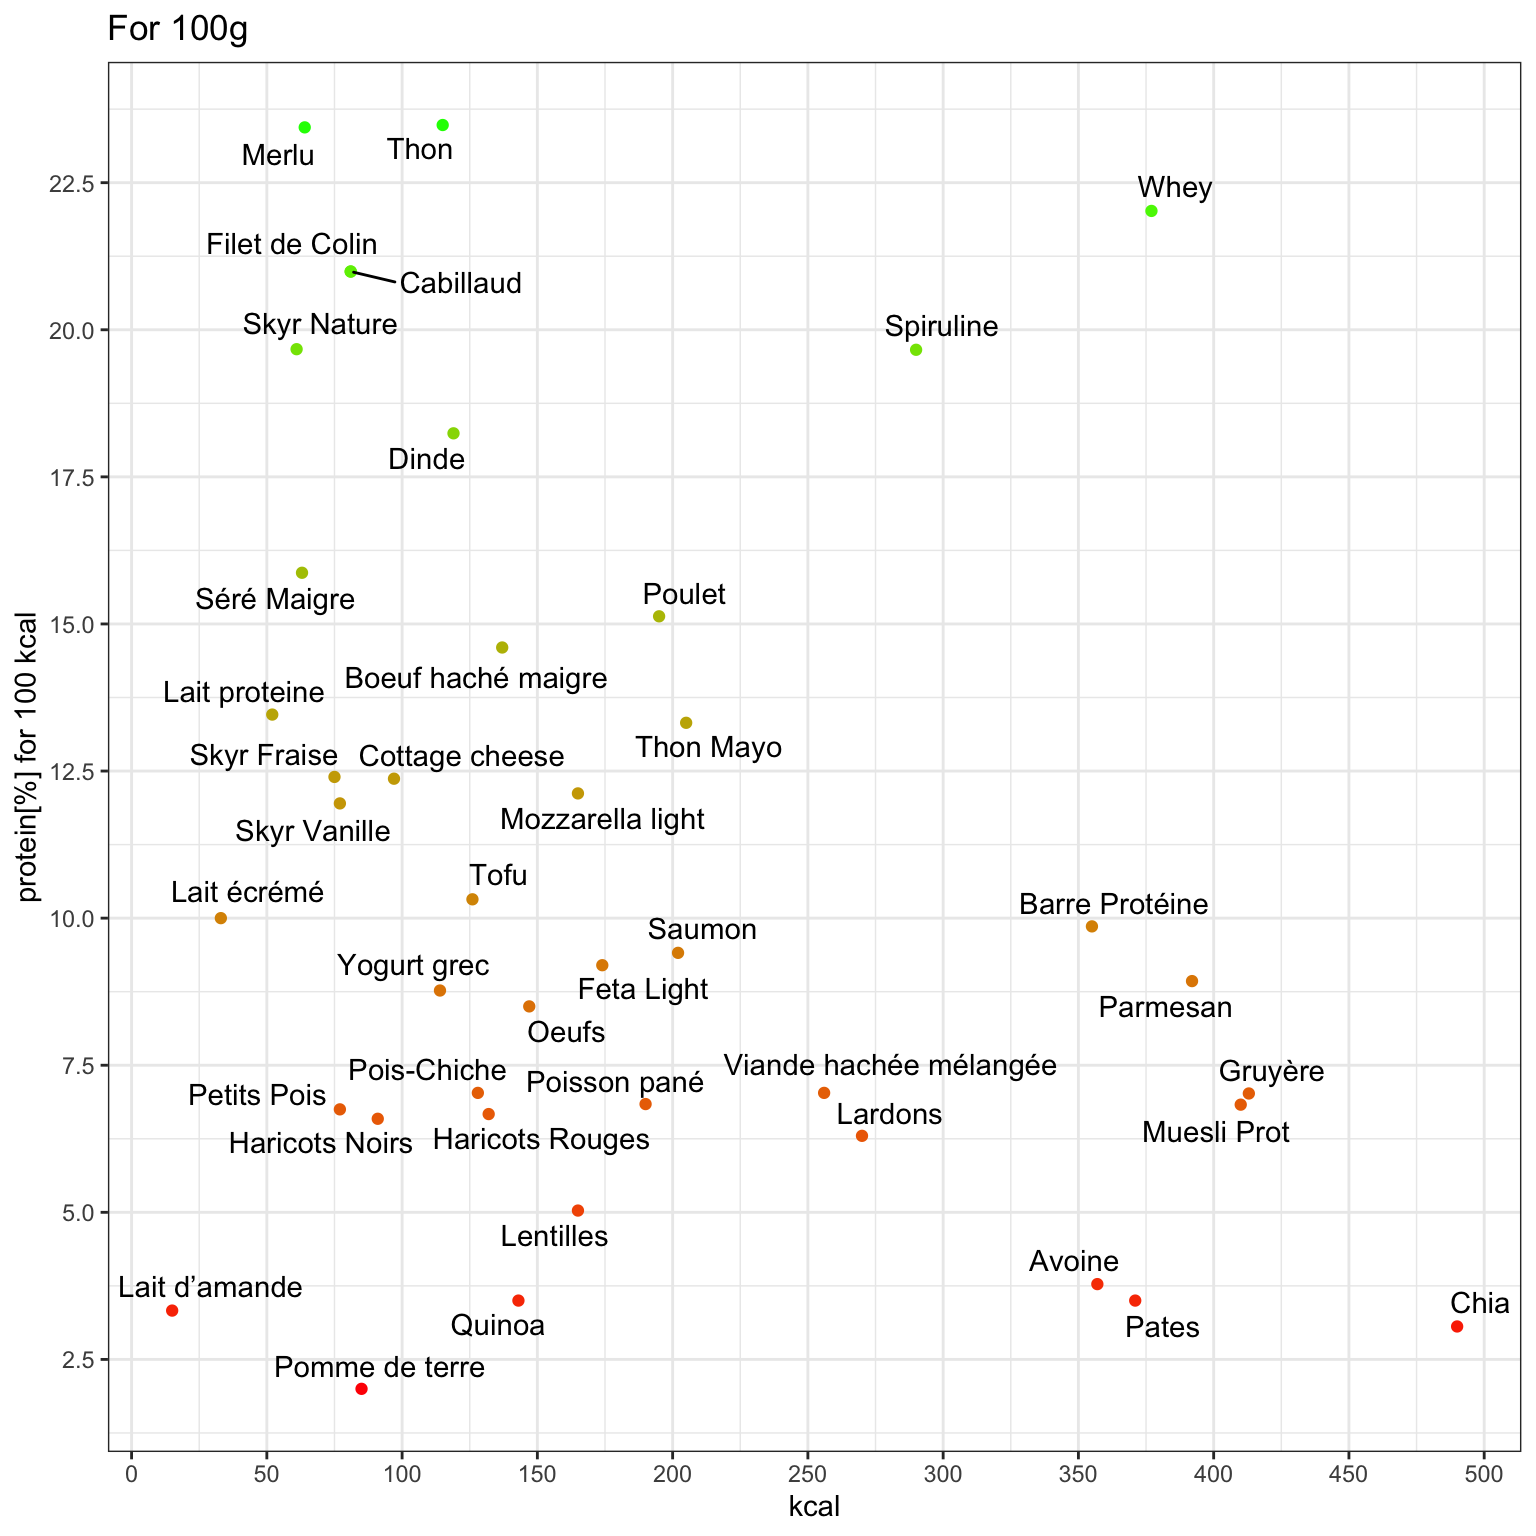 For 100g
Merlu
Thon
Whey
22.5
Filet de Colin
Cabillaud
Skyr Nature
Spiruline
20.0
Dinde
17.5
Séré Maigre
Poulet
15.0
Boeuf haché maigre
Lait proteine
Thon Mayo
Skyr Fraise
Cottage cheese
12.5
Mozzarella light
Skyr Vanille
Tofu
Lait écrémé
Barre Protéine
10.0
Saumon
Yogurt grec
Feta Light
Parmesan
Oeufs
7.5
Viande hachée mélangée
Pois-Chiche
Gruyère
Poisson pané
Petits Pois
Lardons
Muesli Prot
Haricots Noirs
Haricots Rouges
5.0
Lentilles
Avoine
Lait d’amande
Chia
Quinoa
Pates
2.5
Pomme de terre
protein[%] for 100 kcal
0 50 100 150 200 250 300 350 400 450 500
kcal